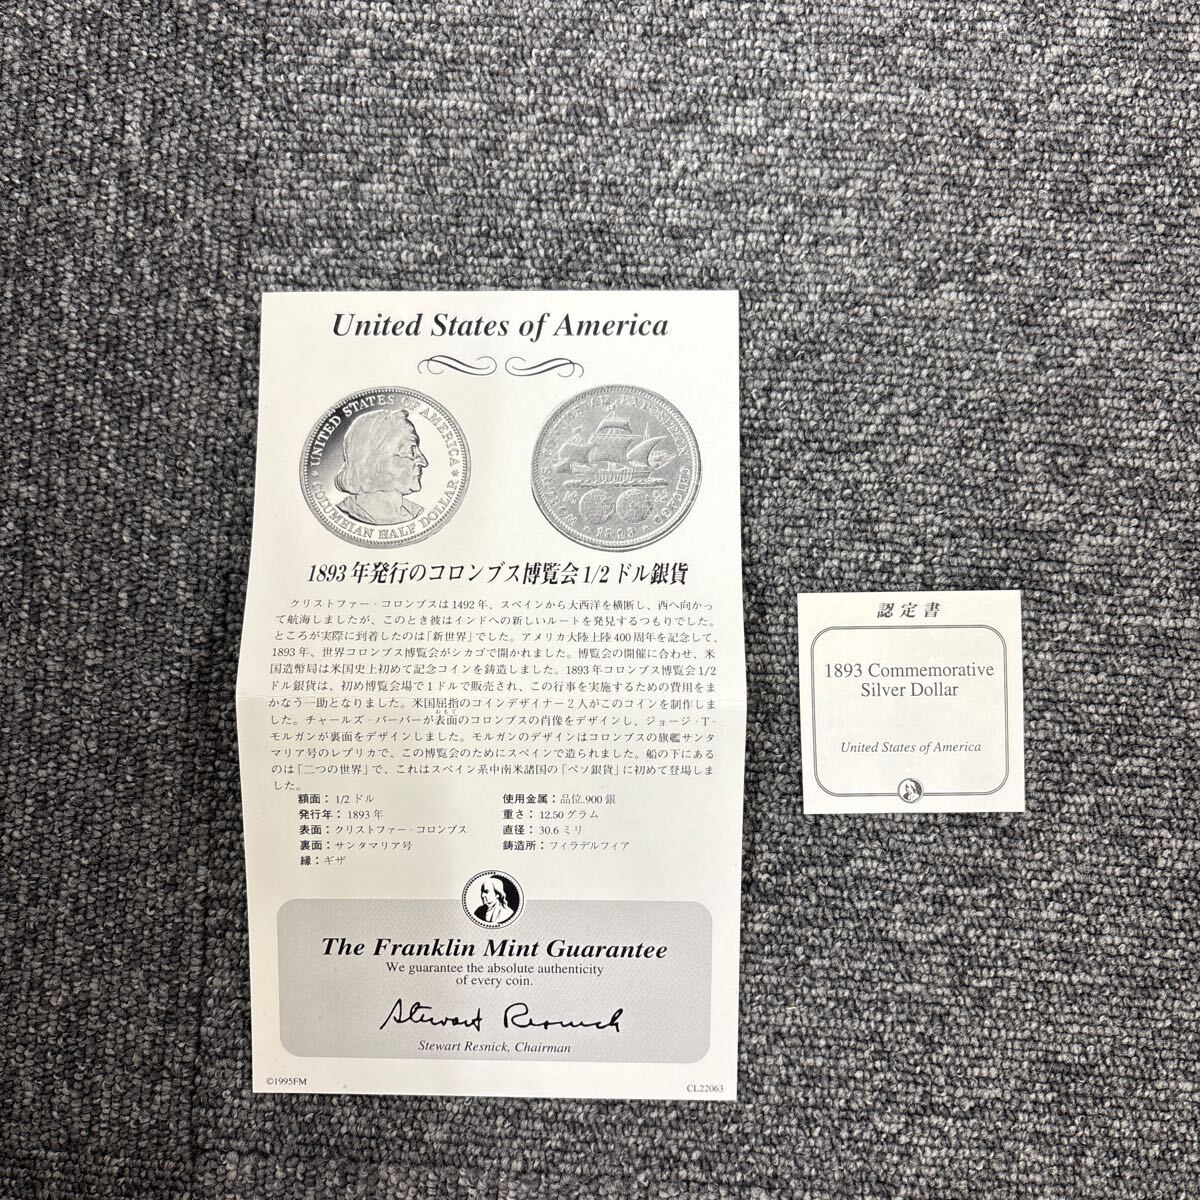 United States of America
UNITED STATES OF AMERICA
COLUMBIAN HALF DOLLAR
WORLD'S COLUMBIAN EXPOSITION CHICAGO
14 92
1893
1893年発行のコロンブス博覧会1/2ドル銀貨
クリストファー・コロンブスは1492年、スペインから大西洋を横断し、西へ向かっ
て航海しましたが、このとき彼はインドへの新しいルートを発見するつもりでした。
ところが実際に到着したのは「新世界」でした。アメリカ大陸上陸400周年を記念して、
1893年、世界コロンブス博覧会がシカゴで開かれました。博覧会の開催に合わせ、米
国造幣局は米国史上初めて記念コインを鋳造しました。1893年コロンブス博覧会1/2
ドル銀貨は、初め博覧会場で1ドルで販売され、この行事を実施するための費用をま
かなう一助となりました。米国屈指のコインデザイナー2人がこのコインを制作しま
した。チャールズ・バーバーが表面のコロンブスの肖像をデザインし、ジョージ・T・
モルガンが裏面をデザインしました。モルガンのデザインはコロンブスの旗艦サンタ
マリア号のレプリカで、この博覧会のためにスペインで造られました。船の下にある
のは「二つの世界」で、これはスペイン系中南米諸国の「ペソ銀貨」に初めて登場しま
した。
額面：1/2ドル
発行年：1893年
表面：クリストファー・コロンブス
裏面：サンタマリア号
縁：ギザ
使用金属：品位.900銀
重さ：12.50グラム
直径：30.6ミリ
鋳造所：フィラデルフィア
The Franklin Mint Guarantee
We guarantee the absolute authenticity
of every coin.
Stewart Resnick
Stewart Resnick, Chairman
©1995FM
CL22063
認定書
1893 Commemorative
Silver Dollar
United States of America